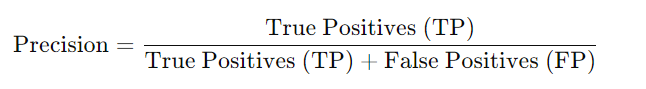 Precision = True Positives (TP) / True Positives (TP) + False Positives (FP)